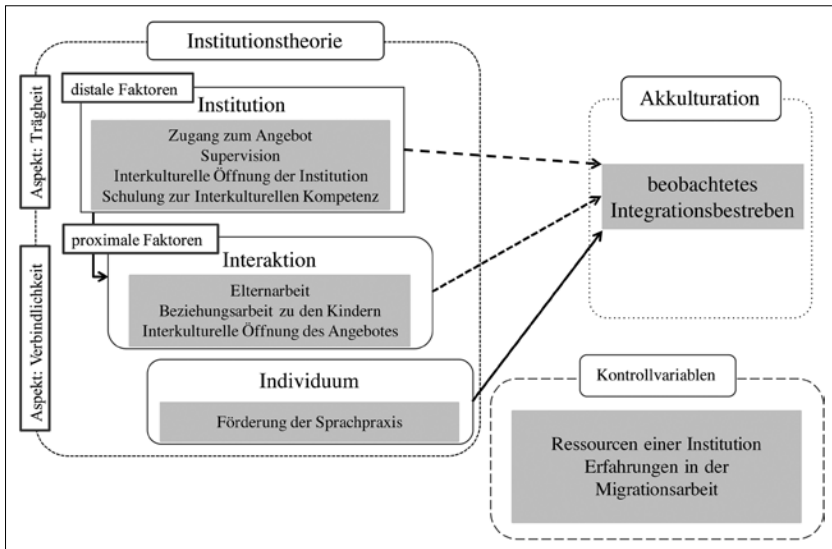 Institutionstheorie
Aspekt: Trägheit
distale Faktoren
Institution
Zugang zum Angebot
Supervision
Interkulturelle Öffnung der Institution
Schulung zur Interkulturellen Kompetenz
Aspekt: Verbindlichkeit
proximale Faktoren
Interaktion
Elternarbeit
Beziehungsarbeit zu den Kindern
Interkulturelle Öffnung des Angebotes
Individuum
Förderung der Sprachpraxis
Akkulturation
beobachtetes
Integrationsbestreben
Kontrollvariablen
Ressourcen einer Institution
Erfahrungen in der
Migrationsarbeit